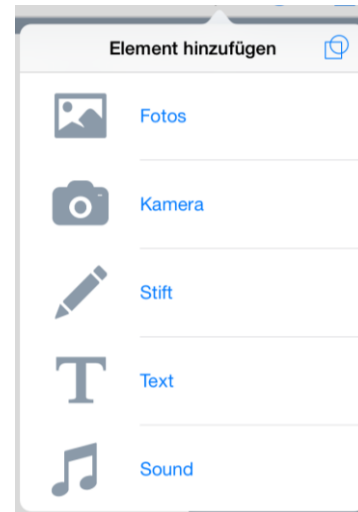 Element hinzufügen
Fotos
Kamera
Stift
Text
Sound